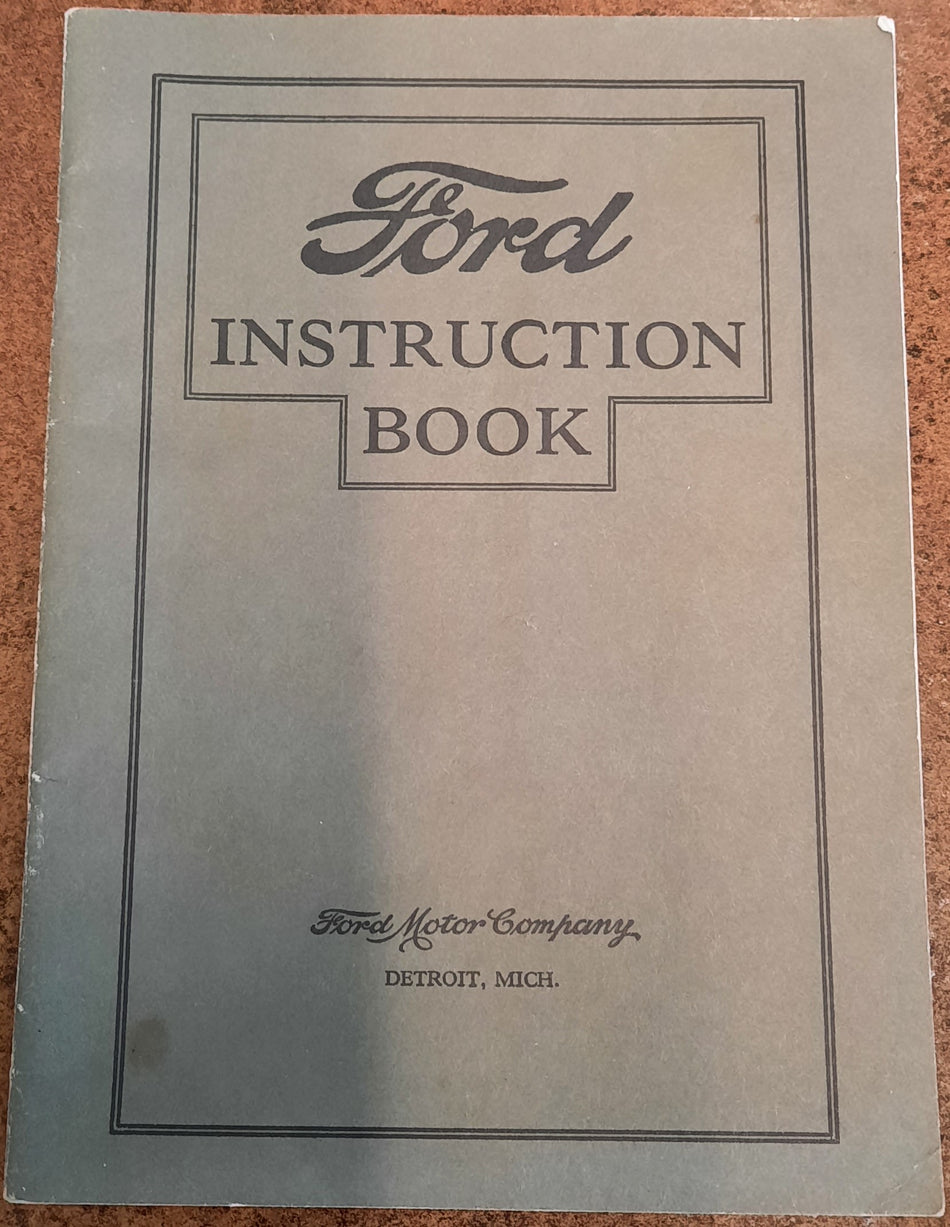 Ford
INSTRUCTION
BOOK
Ford Motor Company
DETROIT, MICH.